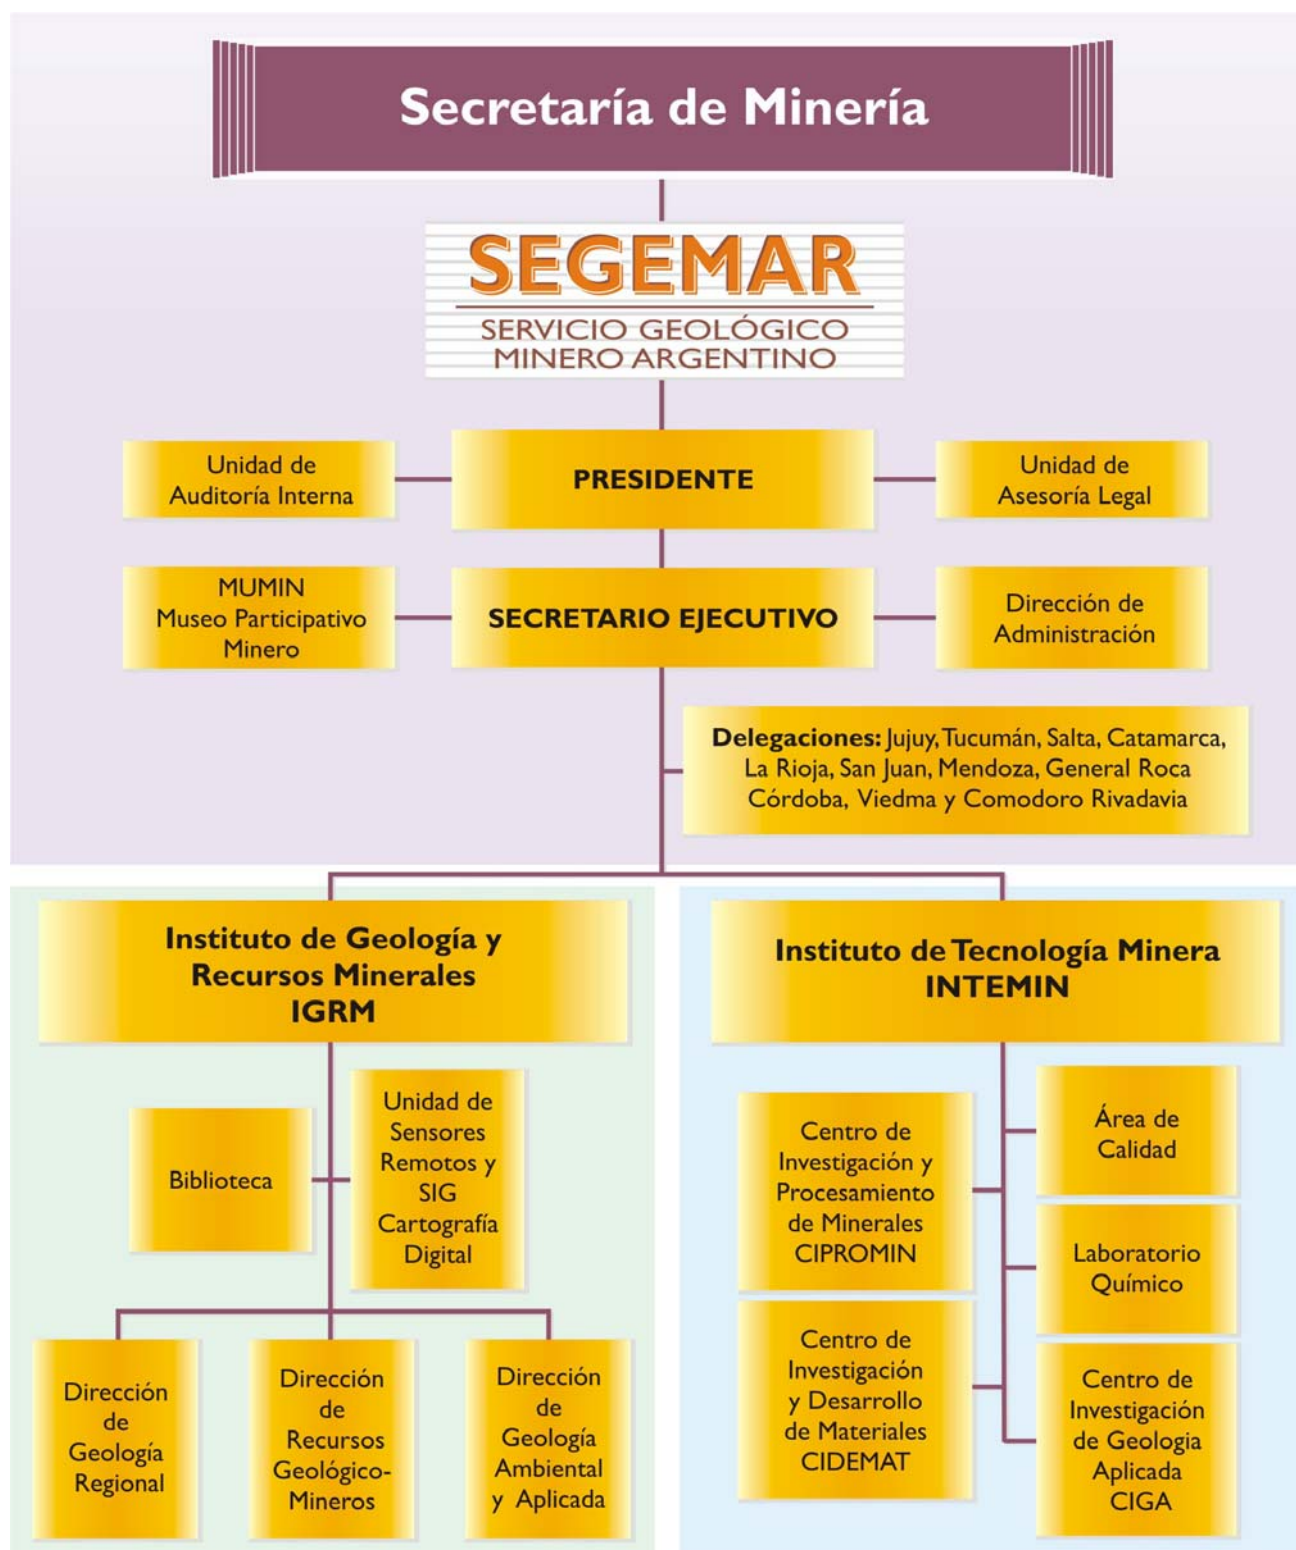 Secretaría de Minería
SEGEMAR
SERVICIO GEOLÓGICO
MINERO ARGENTINO
Unidad de
Auditoría Interna
PRESIDENTE
Unidad de
Asesoría Legal
MUMIN
Museo Participativo
Minero
SECRETARIO EJECUTIVO
Dirección de
Administración
Delegaciones: Jujuy, Tucumán, Salta, Catamarca,
La Rioja, San Juan, Mendoza, General Roca
Córdoba, Viedma y Comodoro Rivadavia
Instituto de Geología y
Recursos Minerales
IGRM
Biblioteca
Unidad de
Sensores
Remotos y
SIG
Cartografía
Digital
Dirección
de
Geología
Regional
Dirección
de
Recursos
Geológico-
Mineros
Dirección
de
Geología
Ambiental
y Aplicada
Instituto de Tecnología Minera
INTEMIN
Centro de
Investigación y
Procesamiento
de Minerales
CIPROMIN
Área de
Calidad
Laboratorio
Químico
Centro de
Investigación
y Desarrollo
de Materiales
CIDEMAT
Centro de
Investigación
de Geologia
Aplicada
CIGA